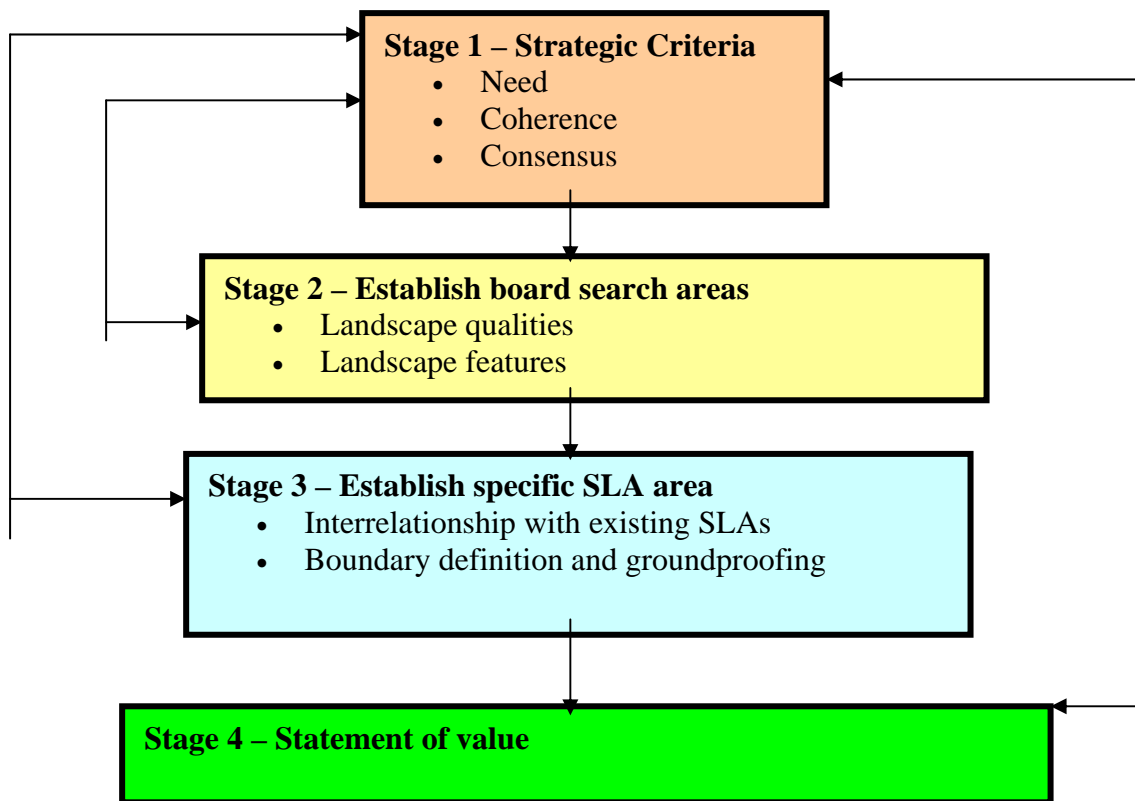 Stage 1 – Strategic Criteria
• Need
• Coherence
• Consensus
Stage 2 – Establish board search areas
• Landscape qualities
• Landscape features
Stage 3 – Establish specific SLA area
• Interrelationship with existing SLAs
• Boundary definition and groundproofing
Stage 4 – Statement of value